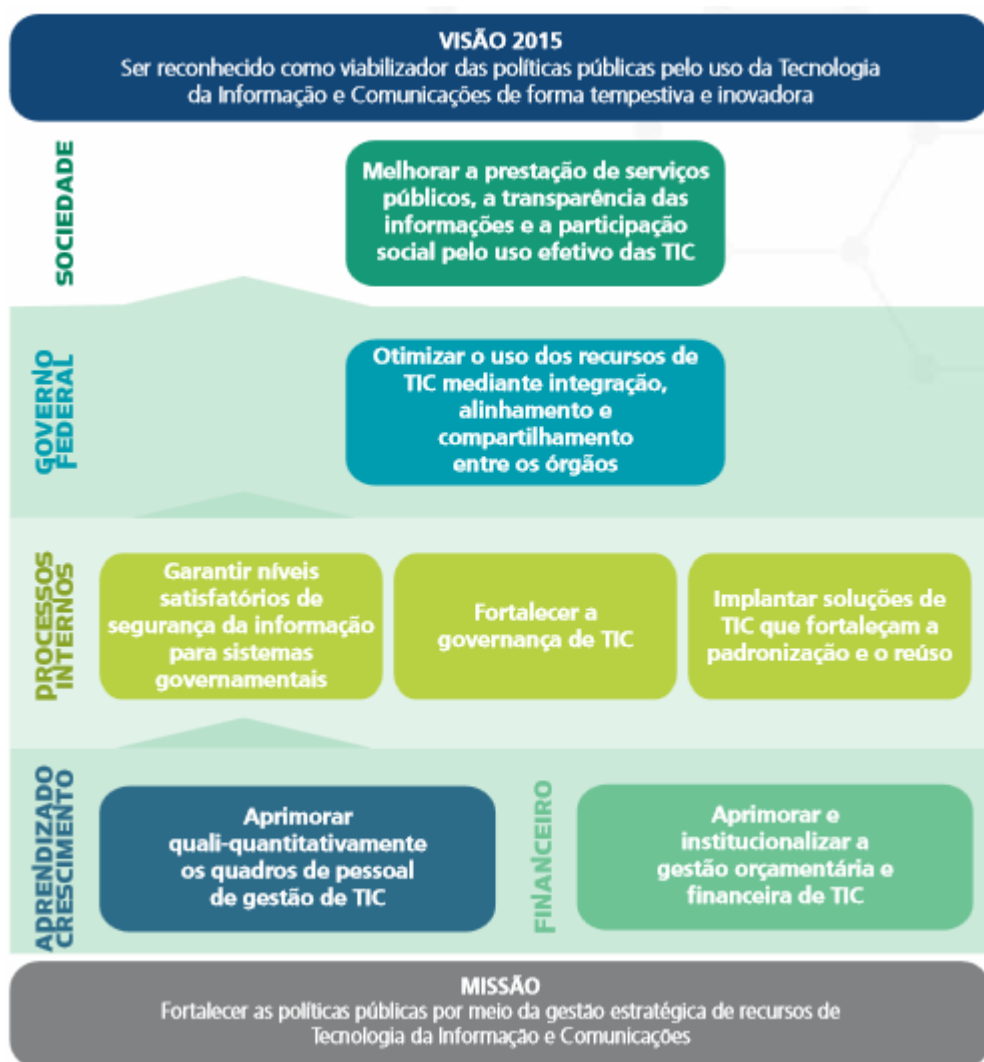 VISÃO 2015
Ser reconhecido como viabilizador das políticas públicas pelo uso da Tecnologia
da Informação e Comunicações de forma tempestiva e inovadora
SOCIEDADE
Melhorar a prestação de serviços
públicos, a transparência das
informações e a participação
social pelo uso efetivo das TIC
GOVERNO
FEDERAL
Otimizar o uso dos recursos de
TIC mediante integração,
alinhamento e
compartilhamento
entre os órgãos
PROCESSOS
INTERNOS
Garantir níveis
satisfatórios de
segurança da informação
para sistemas
governamentais
Fortalecer a
governança de TIC
Implantar soluções de
TIC que fortaleçam a
padronização e o reúso
APRENDIZADO
CRESCIMENTO
Aprimorar
quali-quantitativamente
os quadros de pessoal
de gestão de TIC
FINANCEIRO
Aprimorar e
institucionalizar a
gestão orçamentária e
financeira de TIC
MISSÃO
Fortalecer as políticas públicas por meio da gestão estratégica de recursos de
Tecnologia da Informação e Comunicações